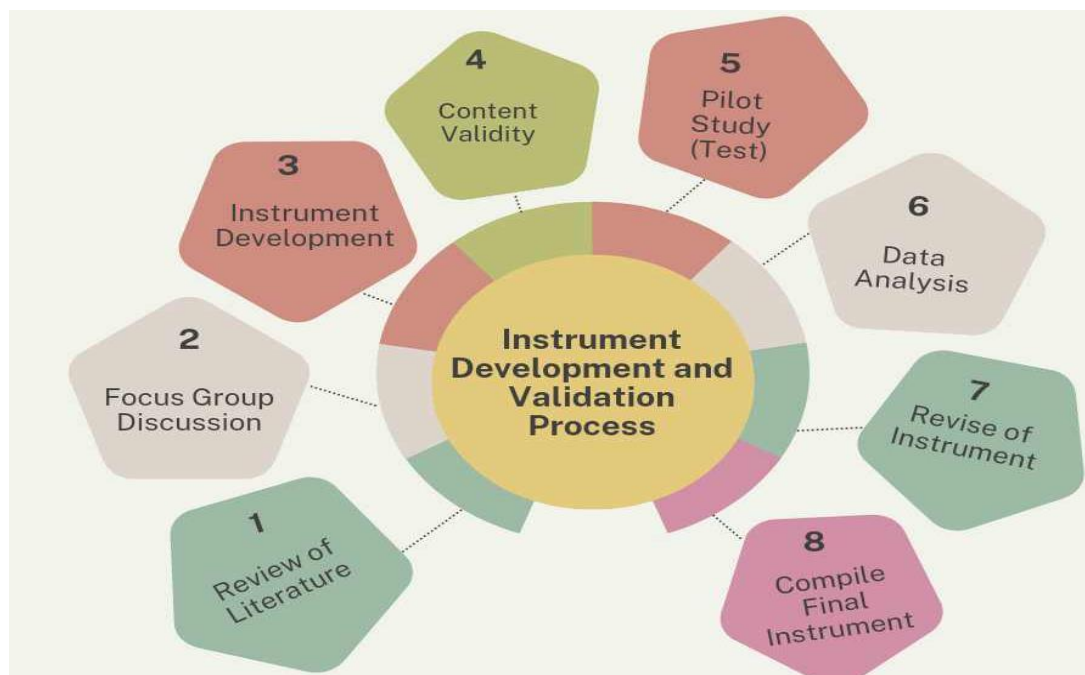 1
Review of
Literature
2
Focus Group
Discussion
3
Instrument
Development
4
Content
Validity
5
Pilot
Study
(Test)
6
Data
Analysis
7
Revise of
Instrument
8
Compile
Final
Instrument
Instrument
Development and
Validation
Process